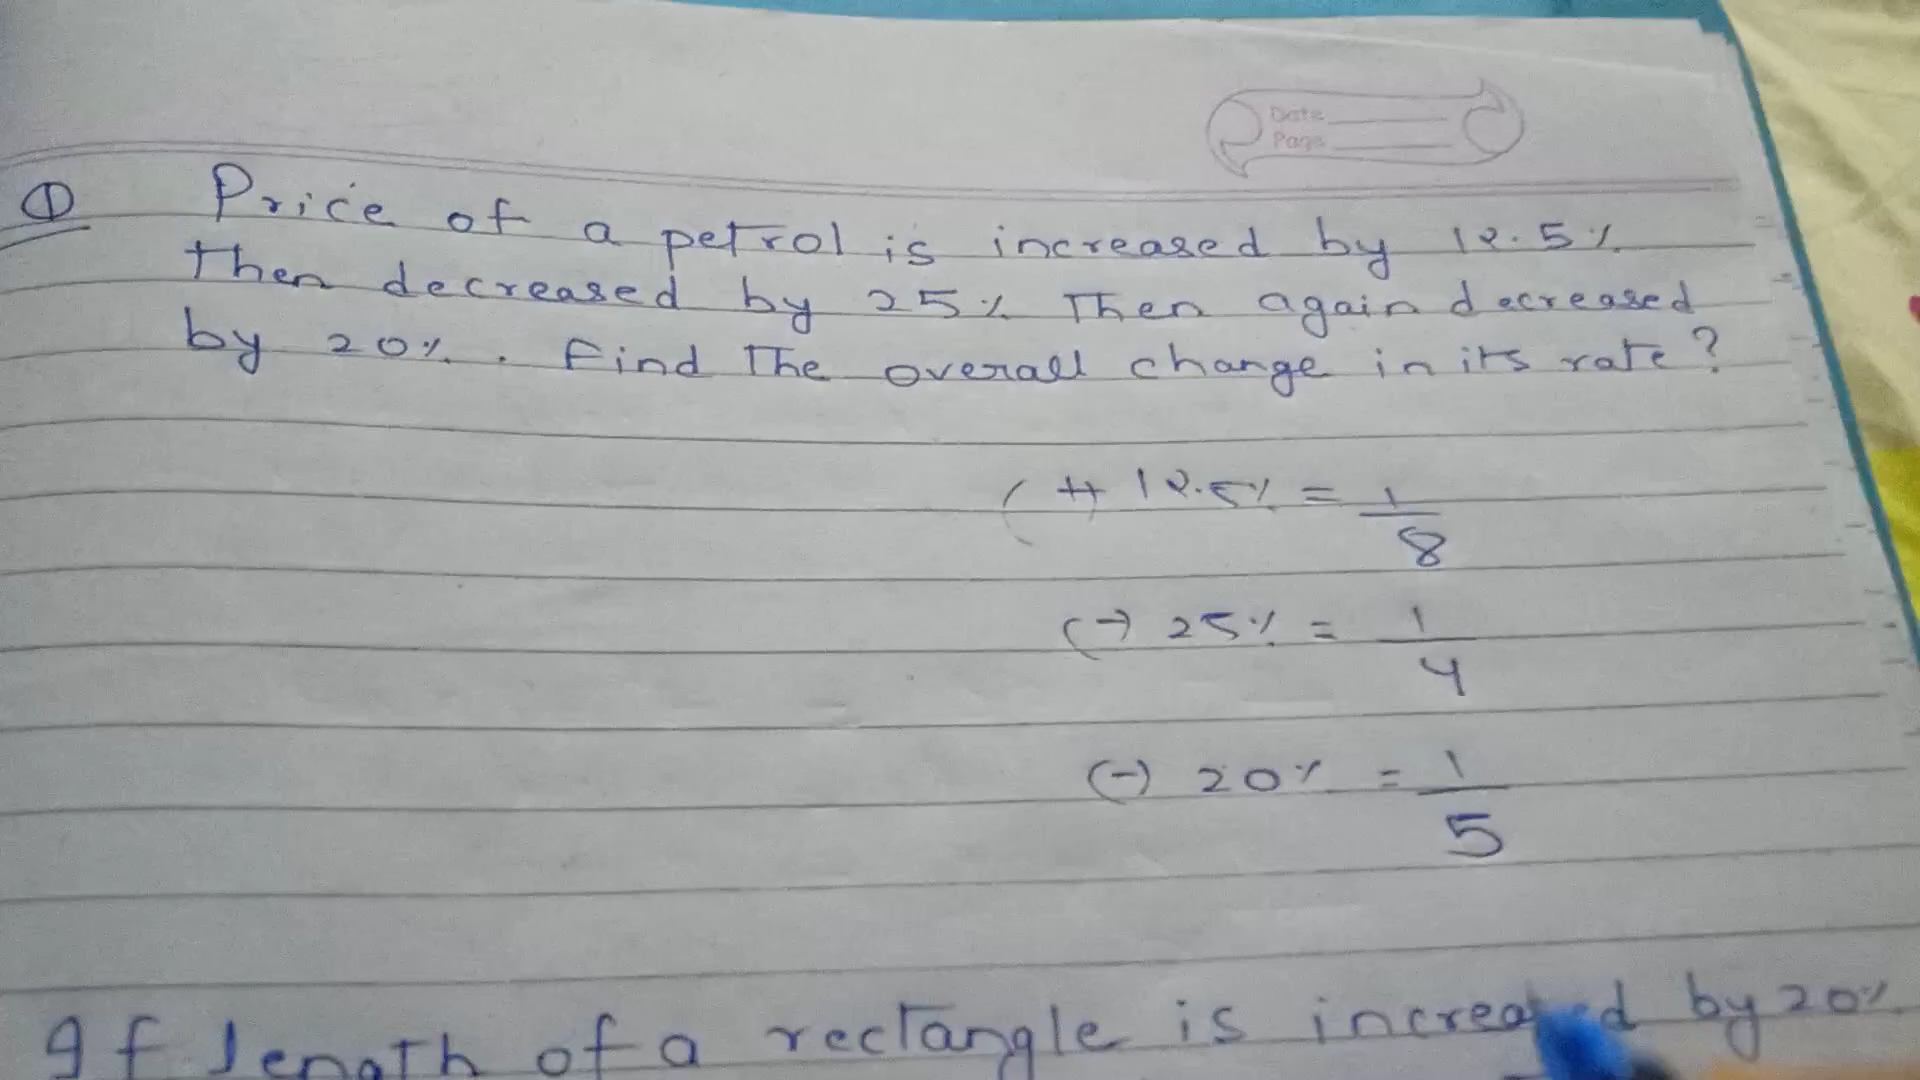 Date
Page
① Price of a petrol is increased by 12.5%
then decreased by 25% Then again decreased
by 20%. Find The overall change in its rate?
(+) 12.5% = 1/8
(-) 25% = 1/4
(-) 20% = 1/5
If length of a rectangle is increased by 20%